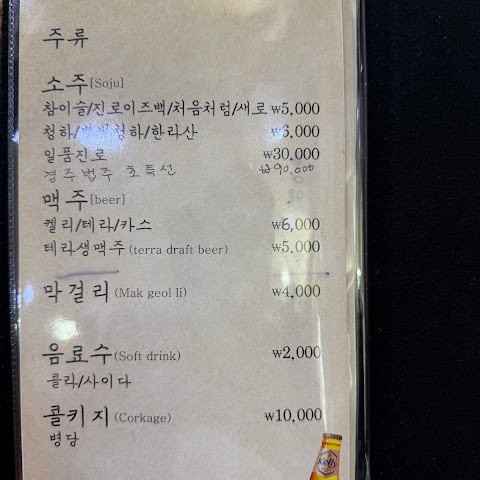 주류
소주[Soju]
참이슬/진로이즈백/처음처럼/새로 ₩5,000
청하/별빛청하/한라산 ₩6,000
일품진로 ₩30,000
경주법주 초특선 ₩90,000
맥주[beer]
켈리/테라/카스 ₩6,000
테라생맥주(terra draft beer) ₩5,000
막걸리(Mak geol li) ₩4,000
음료수(Soft drink) ₩2,000
콜라/사이다
콜키지(Corkage) ₩10,000
병당
Kelly